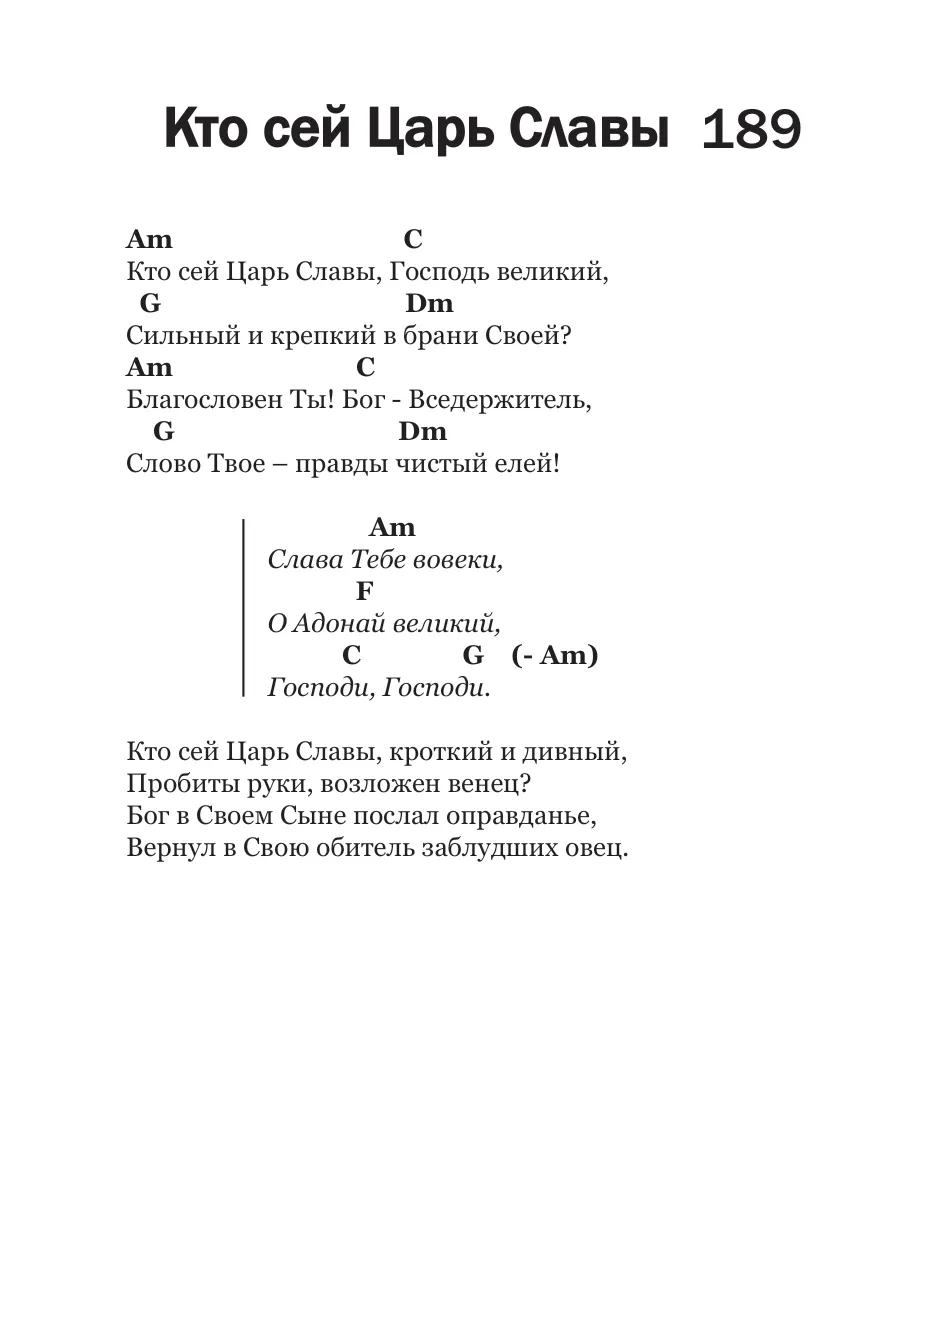 Кто сей Царь Славы 189
Am C
Кто сей Царь Славы, Господь великий,
G Dm
Сильный и крепкий в брани Своей?
Am C
Благословен Ты! Бог - Вседержитель,
G Dm
Слово Твое – правды чистый елей!
Am
Слава Тебе вовеки,
F
О Адонай великий,
C G (- Am)
Господи, Господи.
Кто сей Царь Славы, кроткий и дивный,
Пробиты руки, возложен венец?
Бог в Своем Сыне послал оправданье,
Вернул в Свою обитель заблудших овец.